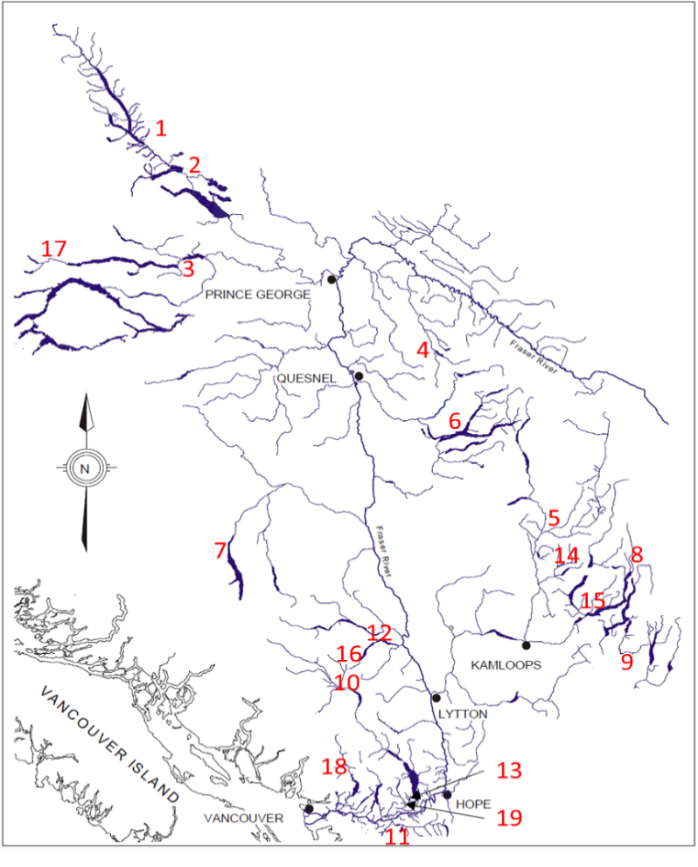 1
2
17
3
PRINCE GEORGE
4
Fraser River
QUESNEL
6
N
5
7
Fraser River
14
8
15
12
16
KAMLOOPS
9
10
LYTTON
VANCOUVER ISLAND
18
13
HOPE
VANCOUVER
19
11